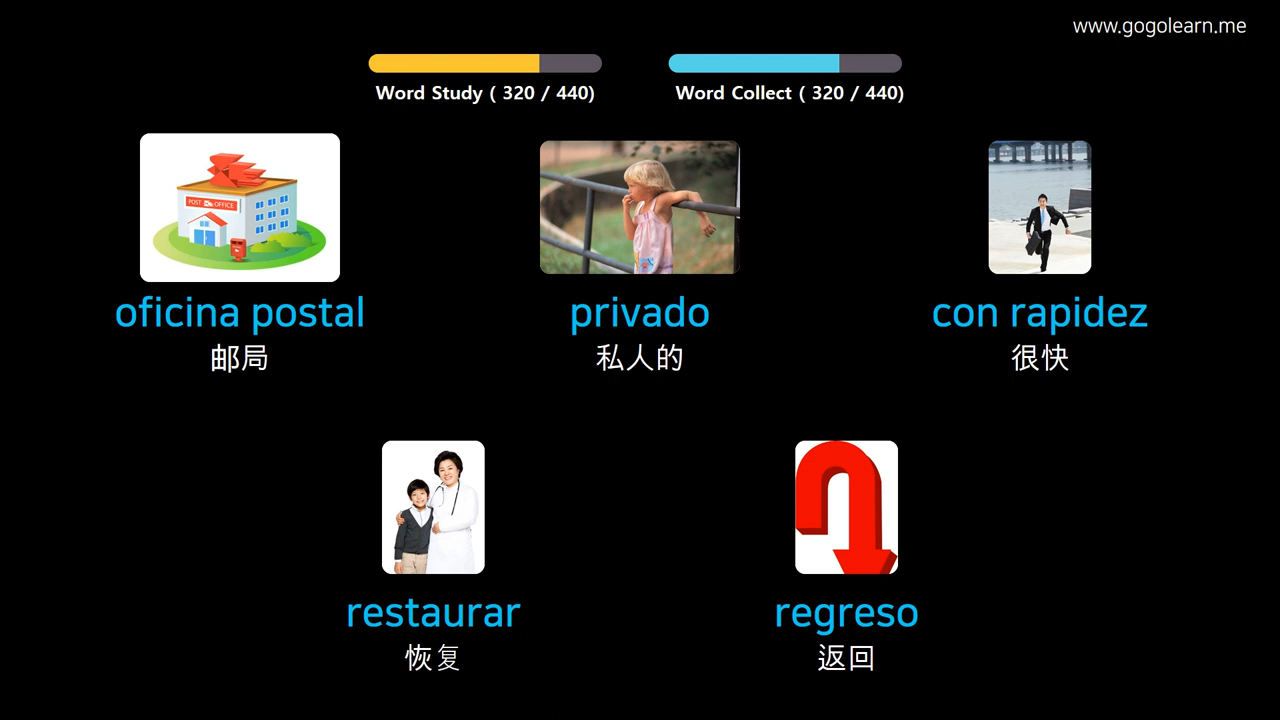 www.gogolearn.me
Word Study ( 320 / 440)
Word Collect ( 320 / 440)
POST OFFICE
oficina postal
邮局
privado
私人的
con rapidez
很快
restaurar
恢复
regreso
返回